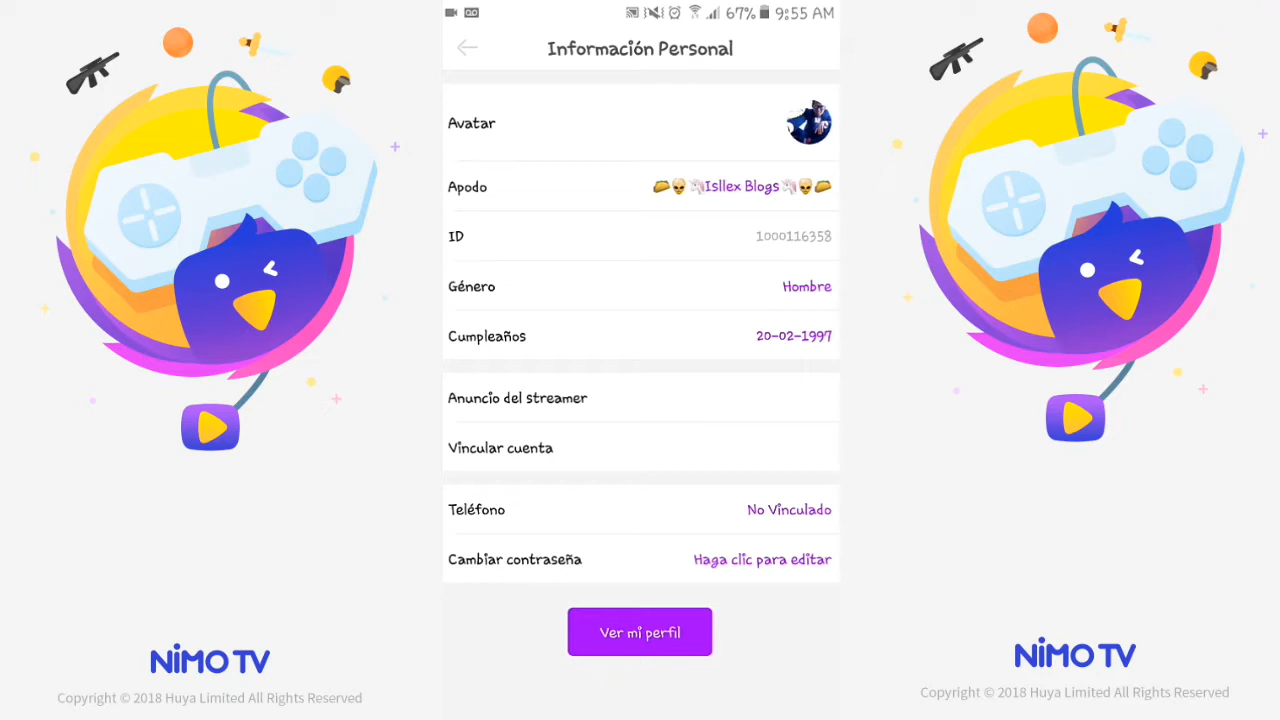 67% 9:55 AM
Información Personal
Avatar
Apodo 🌮👽🦄Isllex Blogs🦄👽🌮
ID 1000116358
Género Hombre
Cumpleaños 20-02-1997
Anuncio del streamer
Vincular cuenta
Teléfono No Vinculado
Cambiar contraseña Haga clic para editar
Ver mi perfil
NiMO TV
Copyright © 2018 Huya Limited All Rights Reserved
NiMO TV
Copyright © 2018 Huya Limited All Rights Reserved